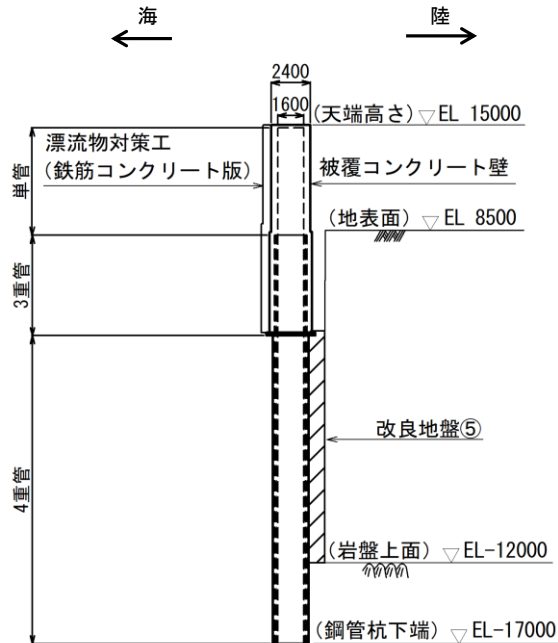 海
陸
2400
1600
(天端高さ) ▽ EL 15000
漂流物対策工
(鉄筋コンクリート版)
被覆コンクリート壁
単管
(地表面) ▽ EL 8500
3重管
改良地盤⑤
4重管
(岩盤上面) ▽ EL-12000
(鋼管杭下端) ▽ EL-17000